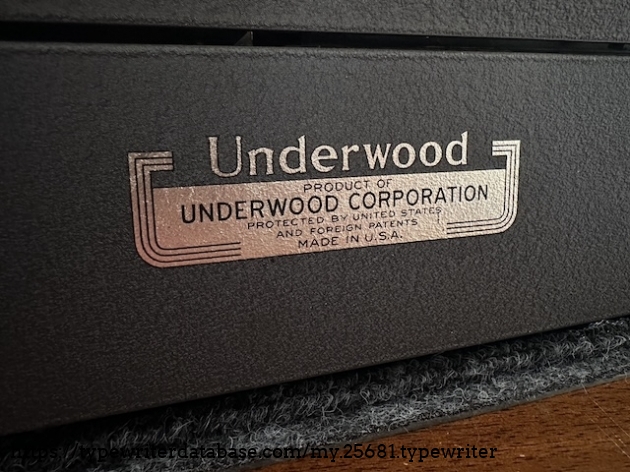 Underwood
PRODUCT OF
UNDERWOOD CORPORATION
PROTECTED BY UNITED STATES
AND FOREIGN PATENTS
MADE IN U.S.A.
https://typewriterdatabase.com/my.25681.typewriter